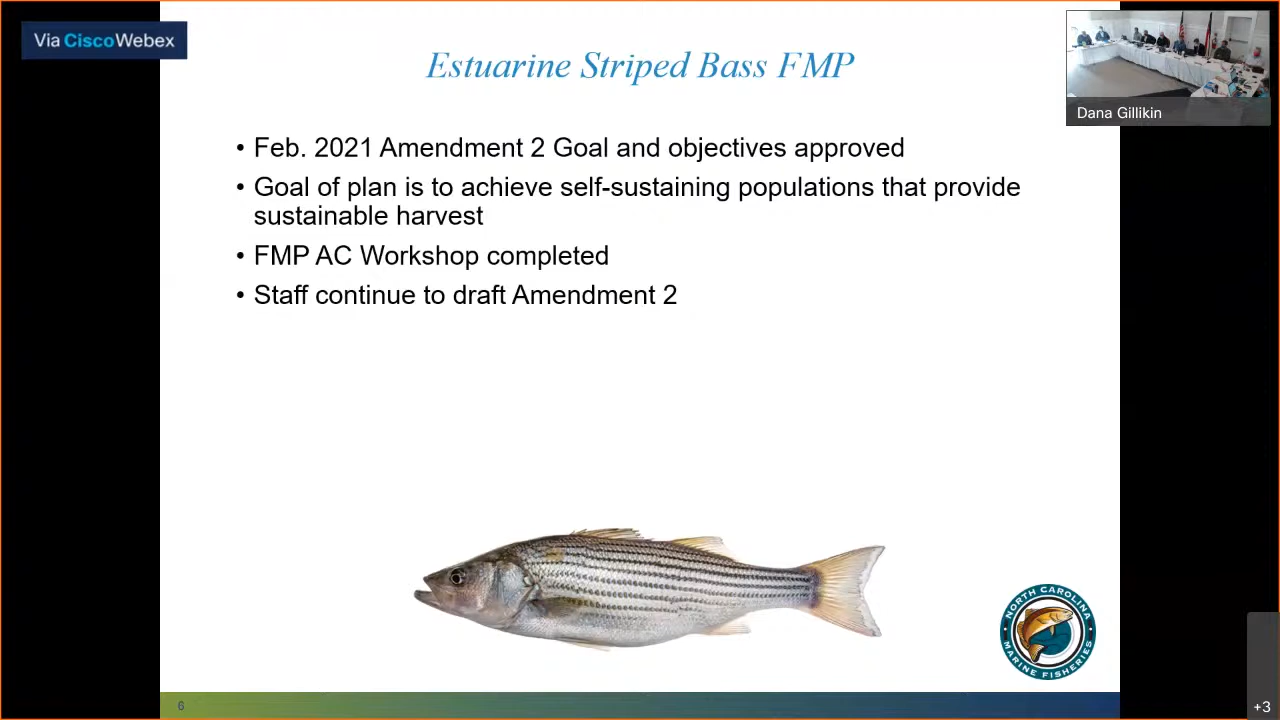 Via CiscoWebex
Estuarine Striped Bass FMP
Dana Gillikin
• Feb. 2021 Amendment 2 Goal and objectives approved
• Goal of plan is to achieve self-sustaining populations that provide
sustainable harvest
• FMP AC Workshop completed
• Staff continue to draft Amendment 2
NORTH CAROLINA
MARINE FISHERIES
6
+3